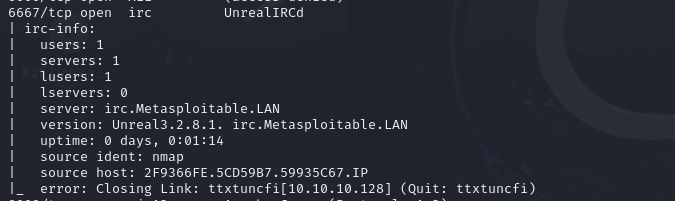 6667/tcp open  irc         UnrealIRCd
| irc-info:
|   users: 1
|   servers: 1
|   lusers: 1
|   lservers: 0
|   server: irc.Metasploitable.LAN
|   version: Unreal3.2.8.1. irc.Metasploitable.LAN
|   uptime: 0 days, 0:01:14
|   source ident: nmap
|   source host: 2F9366FE.5CD59B7.59935C67.IP
|_  error: Closing Link: ttxtuncfi[10.10.10.128] (Quit: ttxtuncfi)